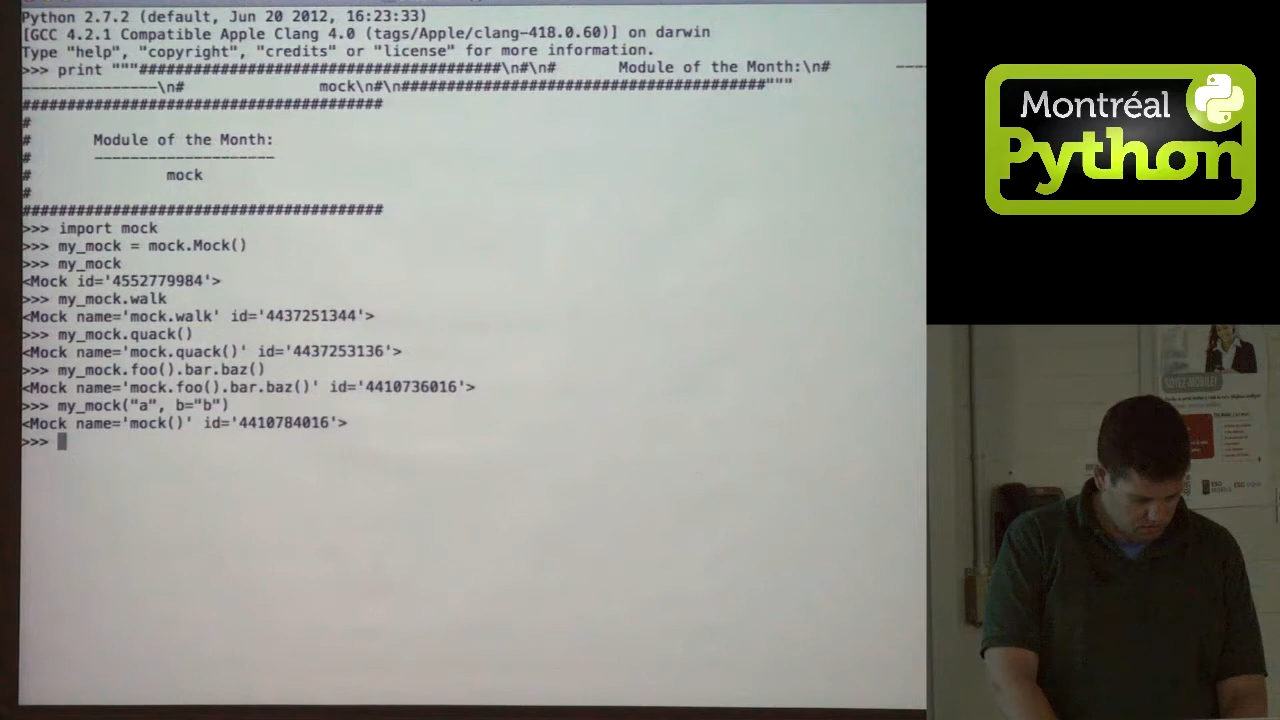 Python 2.7.2 (default, Jun 20 2012, 16:23:33)
[GCC 4.2.1 Compatible Apple Clang 4.0 (tags/Apple/clang-418.0.60)] on darwin
Type "help", "copyright", "credits" or "license" for more information.
>>> print """########################################\n#\n#       Module of the Month:\n#       -----
---------------\n#               mock\n#\n########################################"""
########################################
#
#       Module of the Month:
#       --------------------
#               mock
#
########################################
>>> import mock
>>> my_mock = mock.Mock()
>>> my_mock
<Mock id='4552779984'>
>>> my_mock.walk
<Mock name='mock.walk' id='4437251344'>
>>> my_mock.quack()
<Mock name='mock.quack()' id='4437253136'>
>>> my_mock.foo().bar.baz()
<Mock name='mock.foo().bar.baz()' id='4410736016'>
>>> my_mock("a", b="b")
<Mock name='mock()' id='4410784016'>
>>>
Montréal
Python
SOYEZ-MOBILE!